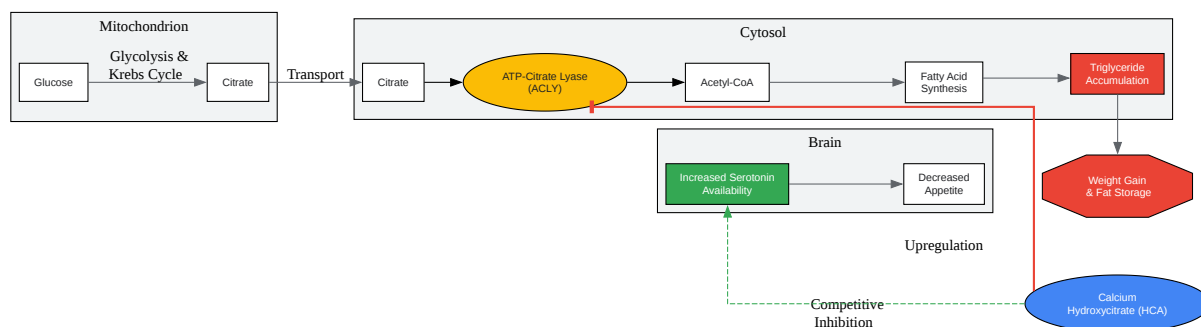 Mitochondrion
Glycolysis &
Krebs Cycle
Glucose
Citrate
Transport
Cytosol
Citrate
ATP-Citrate Lyase
(ACLY)
Acetyl-CoA
Fatty Acid
Synthesis
Triglyceride
Accumulation
Brain
Increased Serotonin
Availability
Decreased
Appetite
Weight Gain
& Fat Storage
Upregulation
Competitive
Inhibition
Calcium
Hydroxycitrate (HCA)